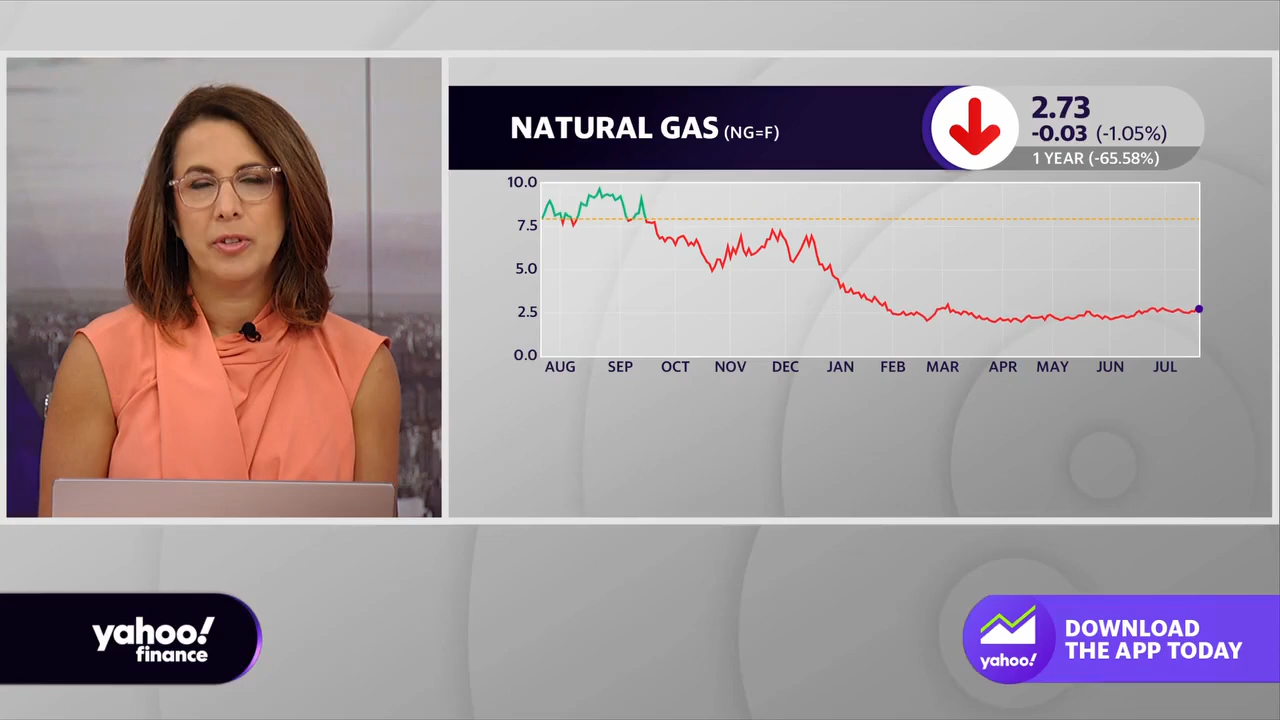 NATURAL GAS (NG=F)
2.73
-0.03 (-1.05%)
1 YEAR (-65.58%)
10.0
7.5
5.0
2.5
0.0
AUG SEP OCT NOV DEC JAN FEB MAR APR MAY JUN JUL
yahoo!
finance
yahoo!
DOWNLOAD
THE APP TODAY